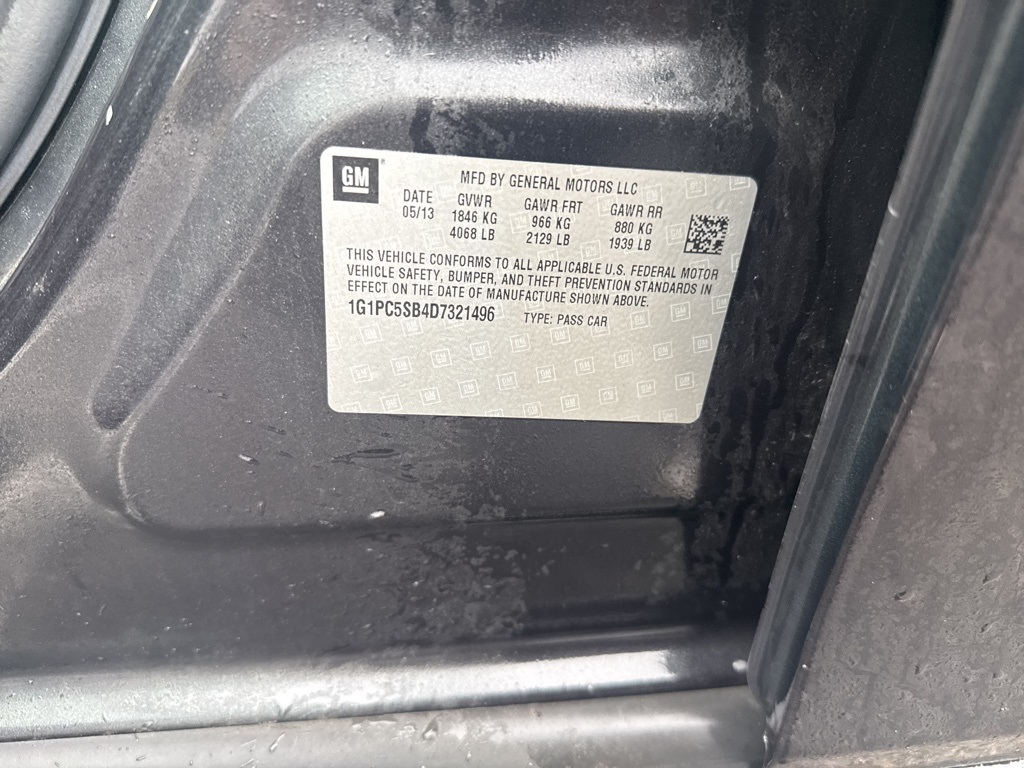 GM
MFD BY GENERAL MOTORS LLC
DATE GVWR GAWR FRT GAWR RR
05/13 1846 KG 966 KG 880 KG
4068 LB 2129 LB 1939 LB
THIS VEHICLE CONFORMS TO ALL APPLICABLE U.S. FEDERAL MOTOR
VEHICLE SAFETY, BUMPER, AND THEFT PREVENTION STANDARDS IN
EFFECT ON THE DATE OF MANUFACTURE SHOWN ABOVE.
1G1PC5SB4D7321496 TYPE: PASS CAR